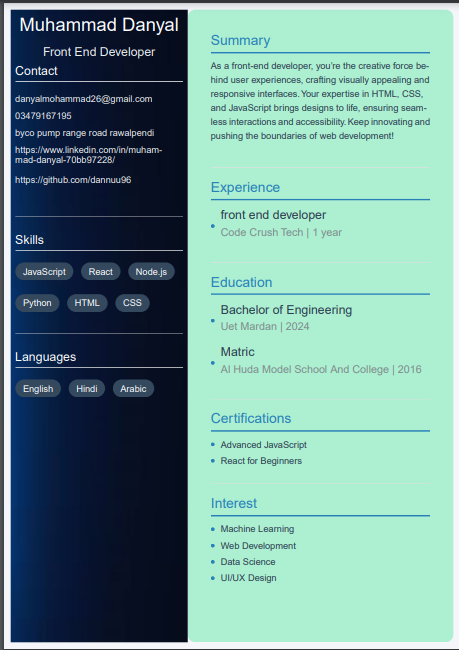 Muhammad Danyal
Front End Developer
Contact
danyalmohammad26@gmail.com
03479167195
byco pump range road rawalpendi
https://www.linkedin.com/in/muham-
mad-danyal-70bb97228/
https://github.com/dannuu96
Skills
JavaScript React Node.js
Python HTML CSS
Languages
English Hindi Arabic
Summary
As a front-end developer, you're the creative force be-
hind user experiences, crafting visually appealing and
responsive interfaces. Your expertise in HTML, CSS,
and JavaScript brings designs to life, ensuring seam-
less interactions and accessibility. Keep innovating and
pushing the boundaries of web development!
Experience
front end developer
Code Crush Tech | 1 year
Education
Bachelor of Engineering
Uet Mardan | 2024
Matric
Al Huda Model School And College | 2016
Certifications
Advanced JavaScript
React for Beginners
Interest
Machine Learning
Web Development
Data Science
UI/UX Design